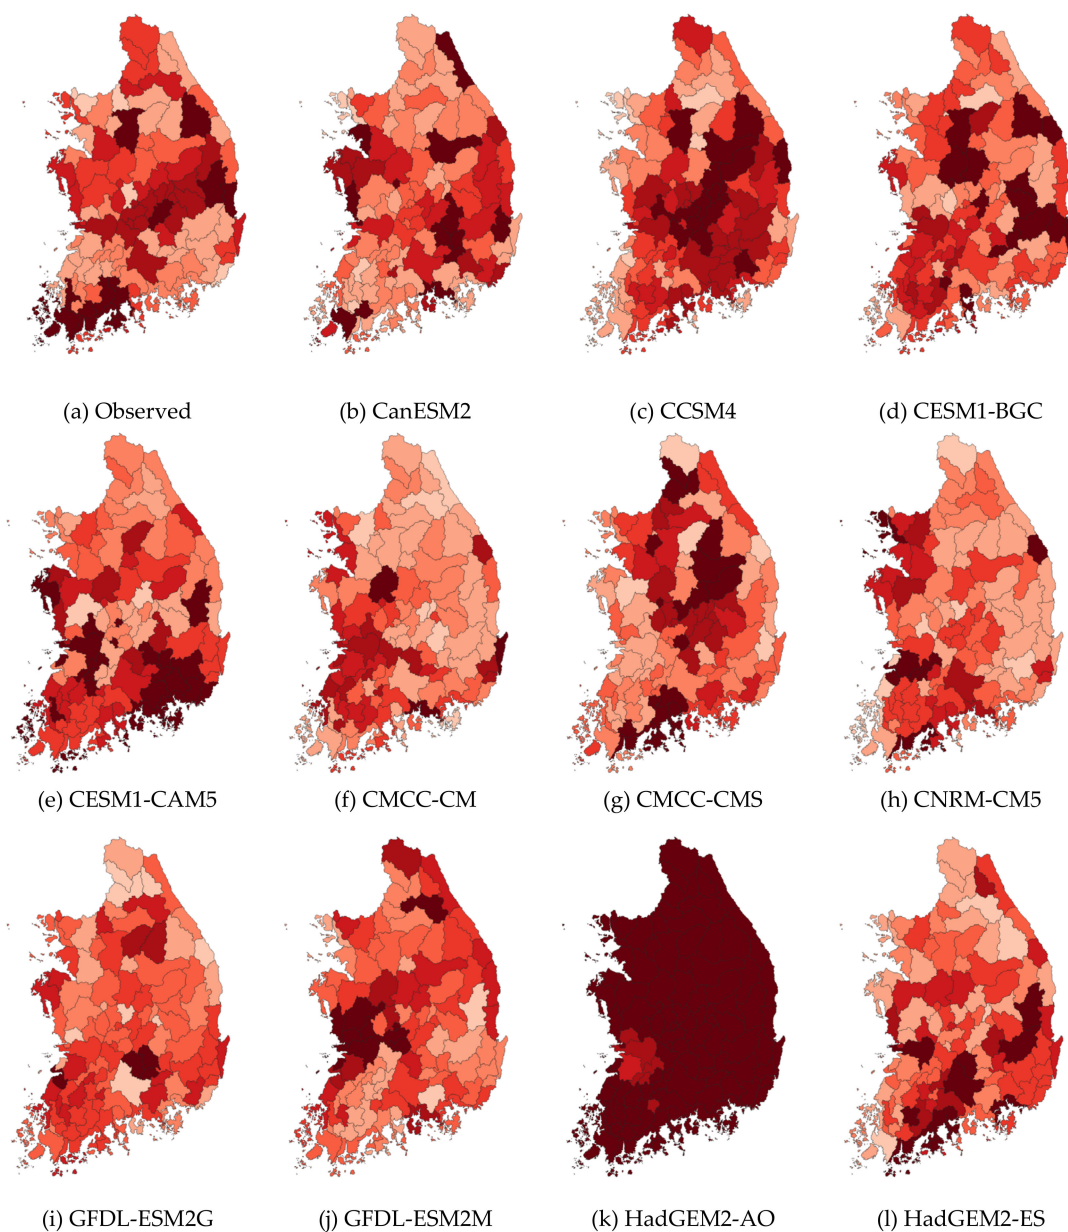 (a) Observed
(b) CanESM2
(c) CCSM4
(d) CESM1-BGC
(e) CESM1-CAM5
(f) CMCC-CM
(g) CMCC-CMS
(h) CNRM-CM5
(i) GFDL-ESM2G
(j) GFDL-ESM2M
(k) HadGEM2-AO
(l) HadGEM2-ES